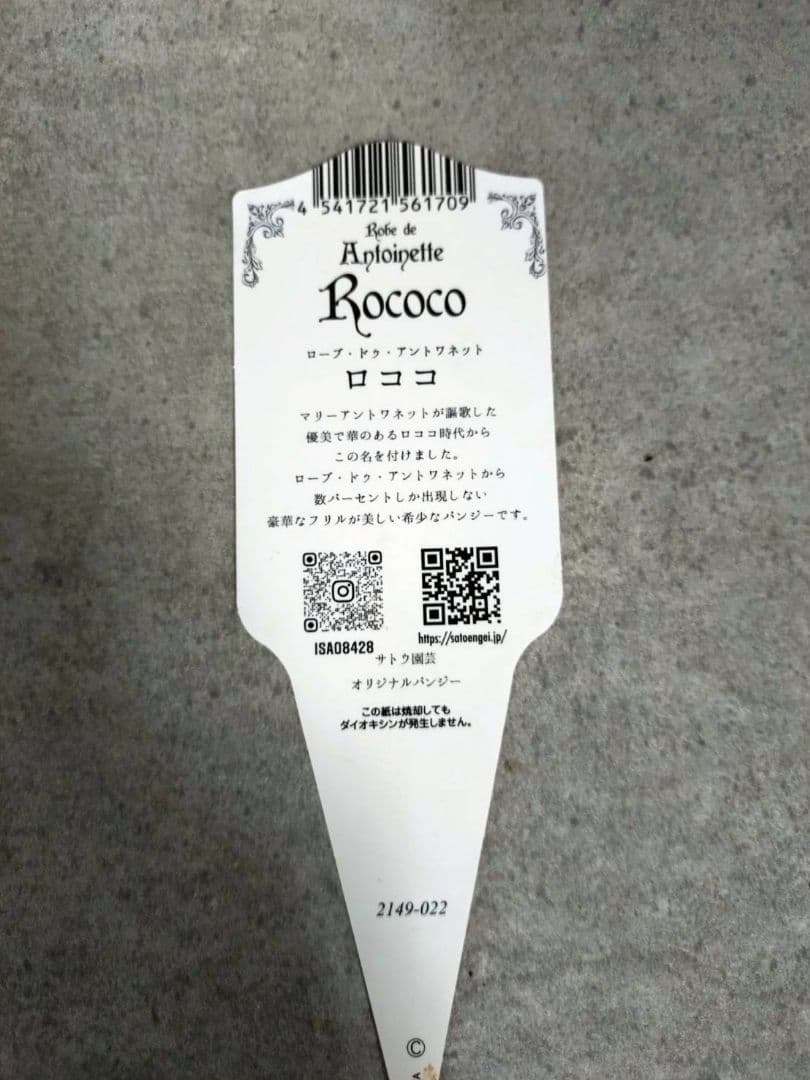 4 541721 561709
Robe de
Antoinette
Rococo
ローブ・ドゥ・アントワネット
ロココ
マリーアントワネットが謳歌した
優美で華のあるロココ時代から
この名を付けました。
ローブ・ドゥ・アントワネットから
数パーセントしか出現しない
豪華なフリルが美しい希少なパンジーです。
ISAO8428
https://satoengei.jp/
サトウ園芸
オリジナルパンジー
この紙は焼却しても
ダイオキシンが発生しません。
2149-022
©
A